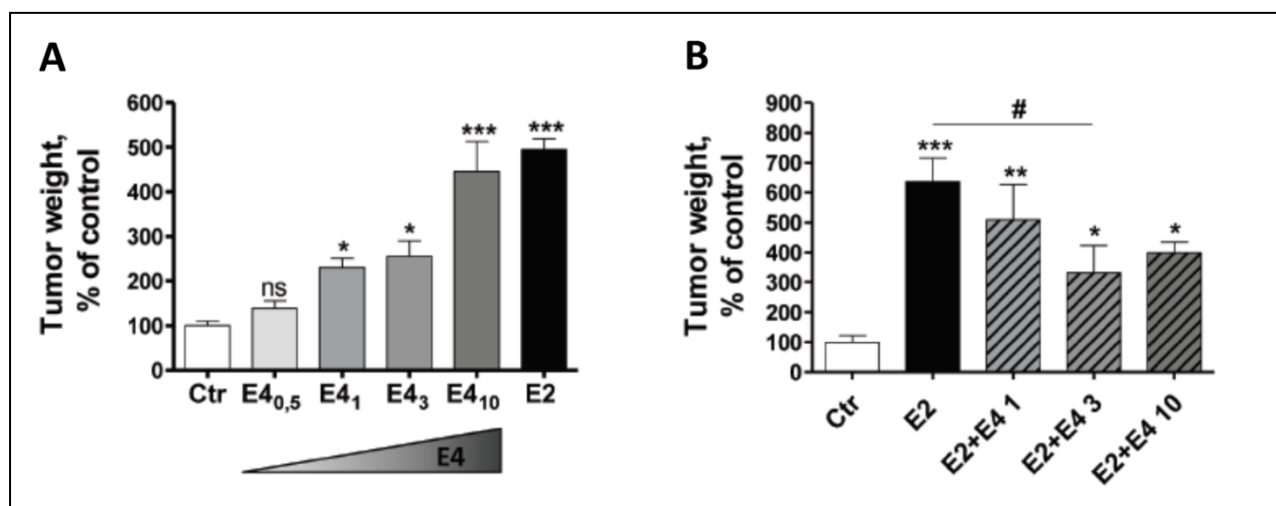 A
Tumor weight,
% of control
600
500
400
300
200
100
0
ns
*
*
***
***
Ctr E4₀,₅ E4₁ E4₃ E4₁₀ E2
E4
B
Tumor weight,
% of control
900
800
700
600
500
400
300
200
100
0
#
***
**
*
*
Ctr
E2
E2+E4 1
E2+E4 3
E2+E4 10